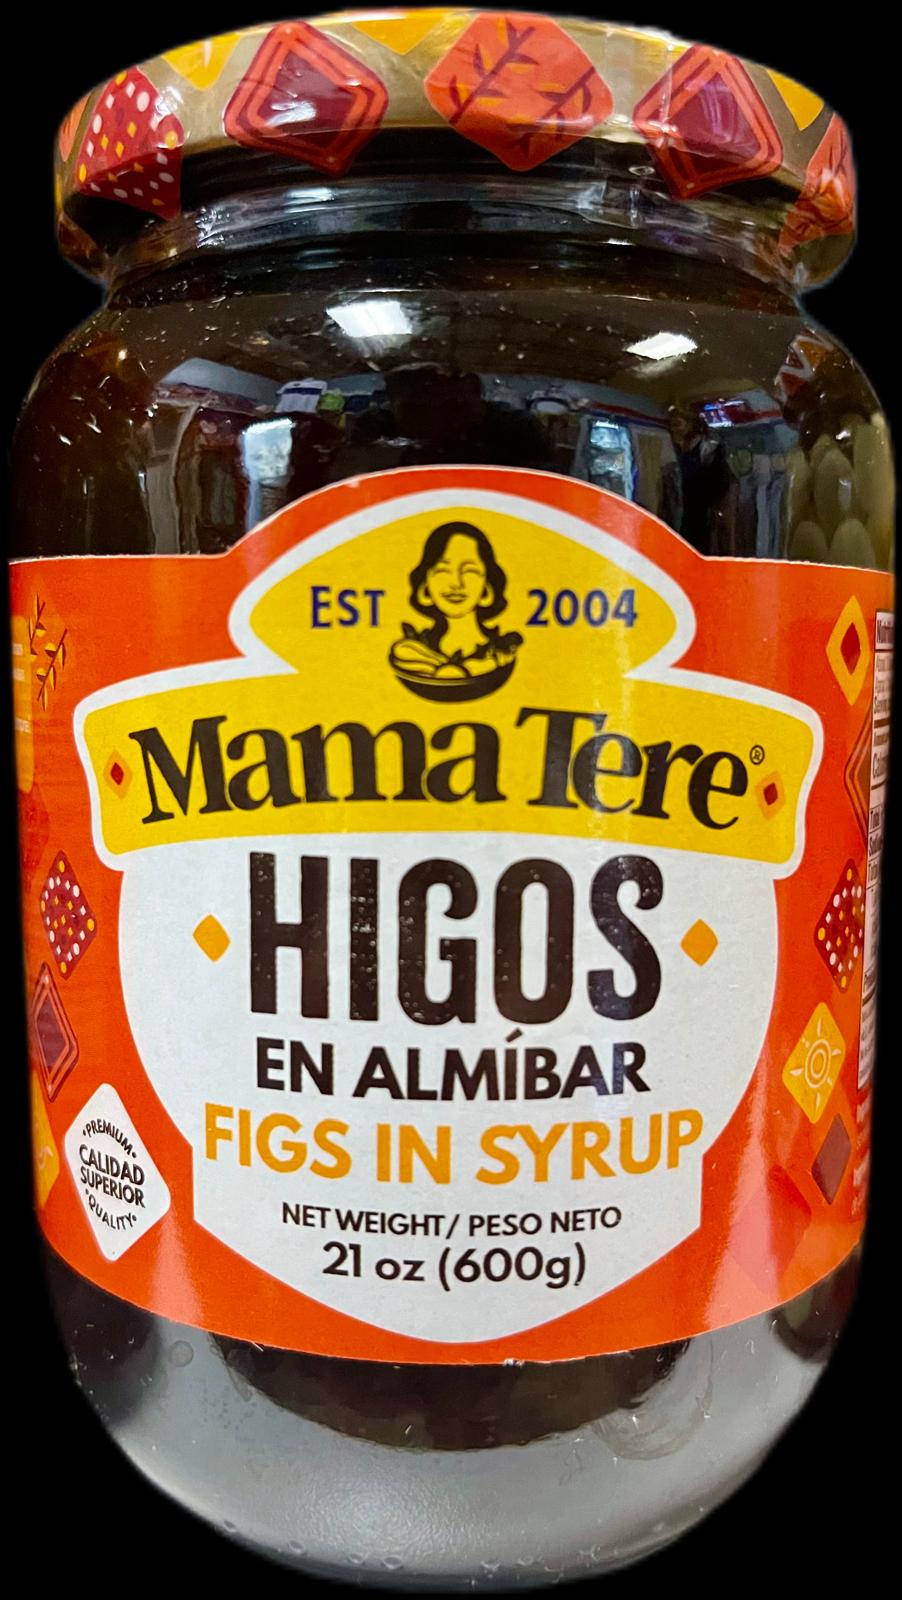 EST 2004
Mama Tere®
HIGOS
EN ALMÍBAR
FIGS IN SYRUP
NET WEIGHT/ PESO NETO
21 oz (600g)
•PREMIUM•
CALIDAD
SUPERIOR
•QUALITY•